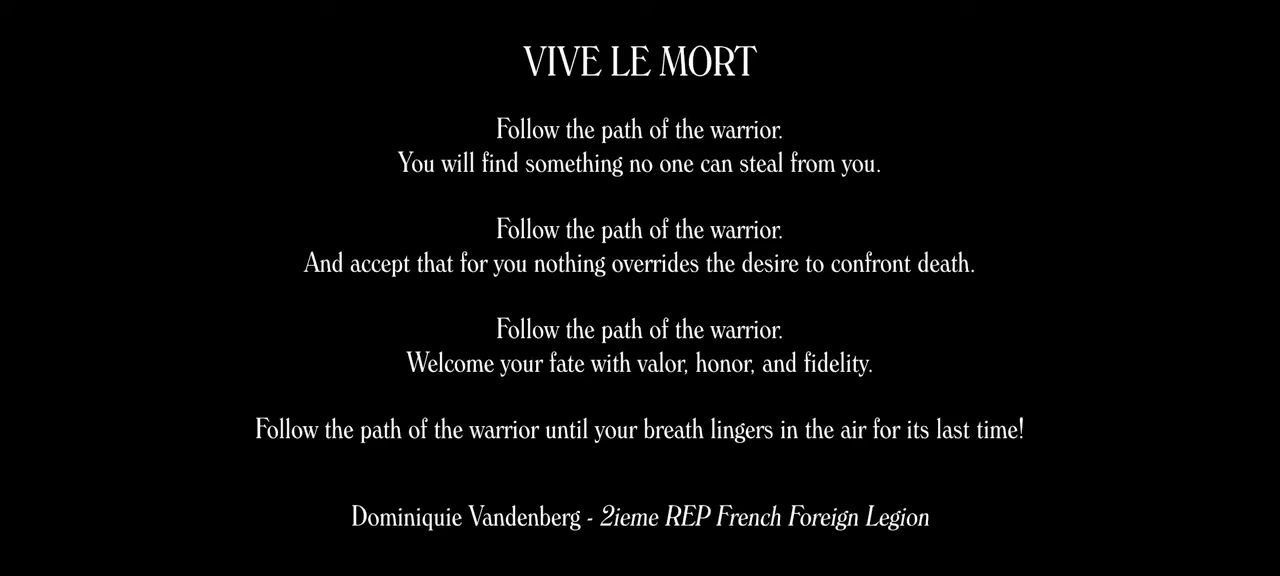 VIVE LE MORT
Follow the path of the warrior.
You will find something no one can steal from you.
Follow the path of the warrior.
And accept that for you nothing overrides the desire to confront death.
Follow the path of the warrior.
Welcome your fate with valor, honor, and fidelity.
Follow the path of the warrior until your breath lingers in the air for its last time!
Dominiquie Vandenberg - 2ieme REP French Foreign Legion